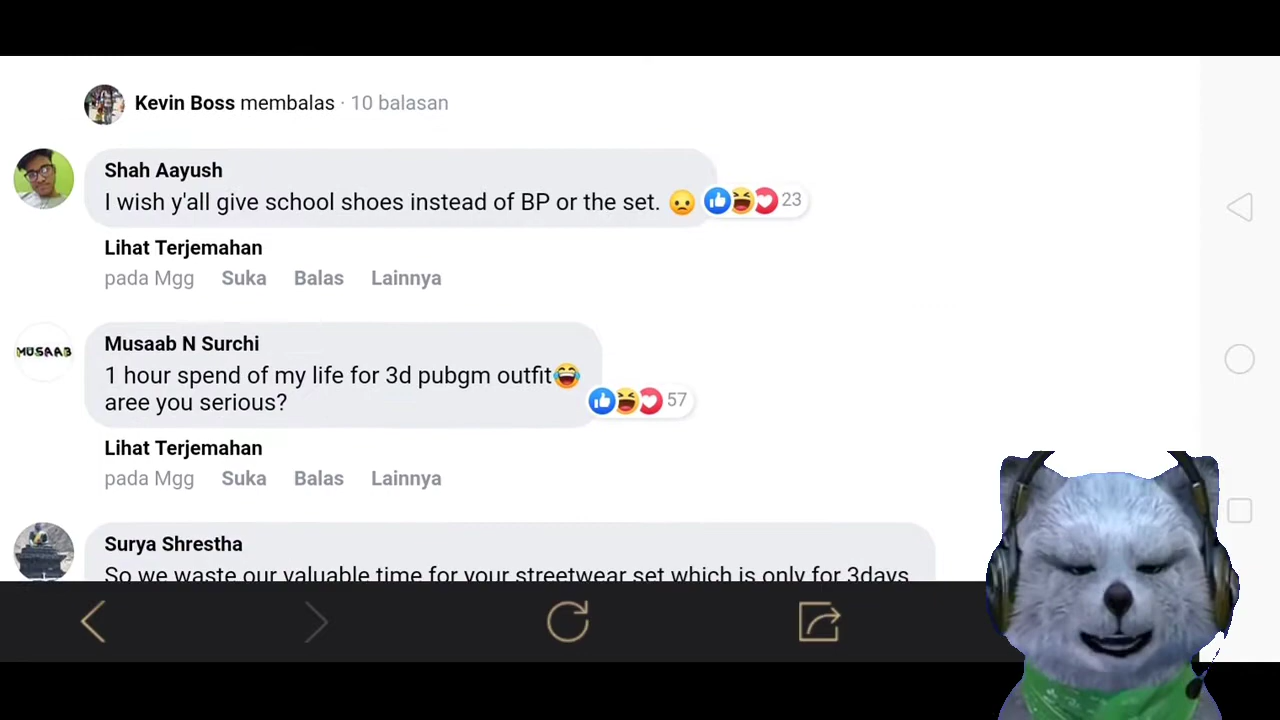 Kevin Boss membalas · 10 balasan
Shah Aayush
I wish y'all give school shoes instead of BP or the set. 😞 23
Lihat Terjemahan
pada Mgg Suka Balas Lainnya
MUSAAB
Musaab N Surchi
1 hour spend of my life for 3d pubgm outfit😂
aree you serious? 57
Lihat Terjemahan
pada Mgg Suka Balas Lainnya
Surya Shrestha
So we waste our valuable time for your streetwear set which is only for 3days